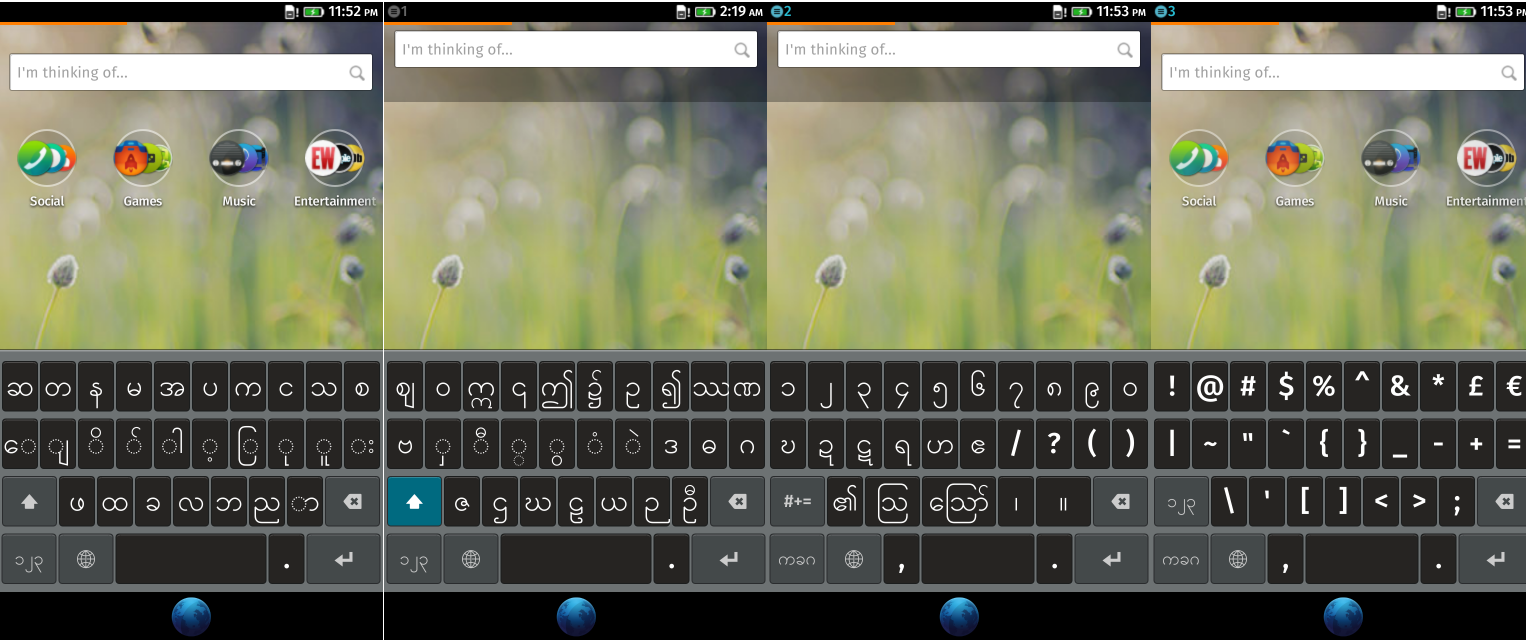 11:52 PM
I'm thinking of...
Social Games Music Entertainment
ဆ တ န မ အ ပ က င သ စ
ေ ျ ိ ် ါ ့ ြ ု ူ း
ဖ ထ ခ လ ဘ ည ာ
၁၂၃ .
1 2:19 AM
I'm thinking of...
ဈ ဝ ဣ ၎ ဤ ၌ ဥ ၍ ဿ ဏ
ဗ ှ ီ ္ ွ ံ ဲ ဒ ဓ ဂ
ဇ ဌ ဃ ဠ ယ ဉ ဦ
၁၂၃ .
2 11:53 PM
I'm thinking of...
၁ ၂ ၃ ၄ ၅ ၆ ၇ ၈ ၉ ၀
ဎ ဍ ဋ ရ ဟ ဧ / ? ( )
#+= ၏ ဩ ဪ ၊ ။
ကခဂ , .
3 11:53 PM
I'm thinking of...
Social Games Music Entertainment
! @ # $ % ^ & * £ €
| ~ " ` { } _ - + =
၁၂၃ \ ' [ ] < > ;
ကခဂ , .